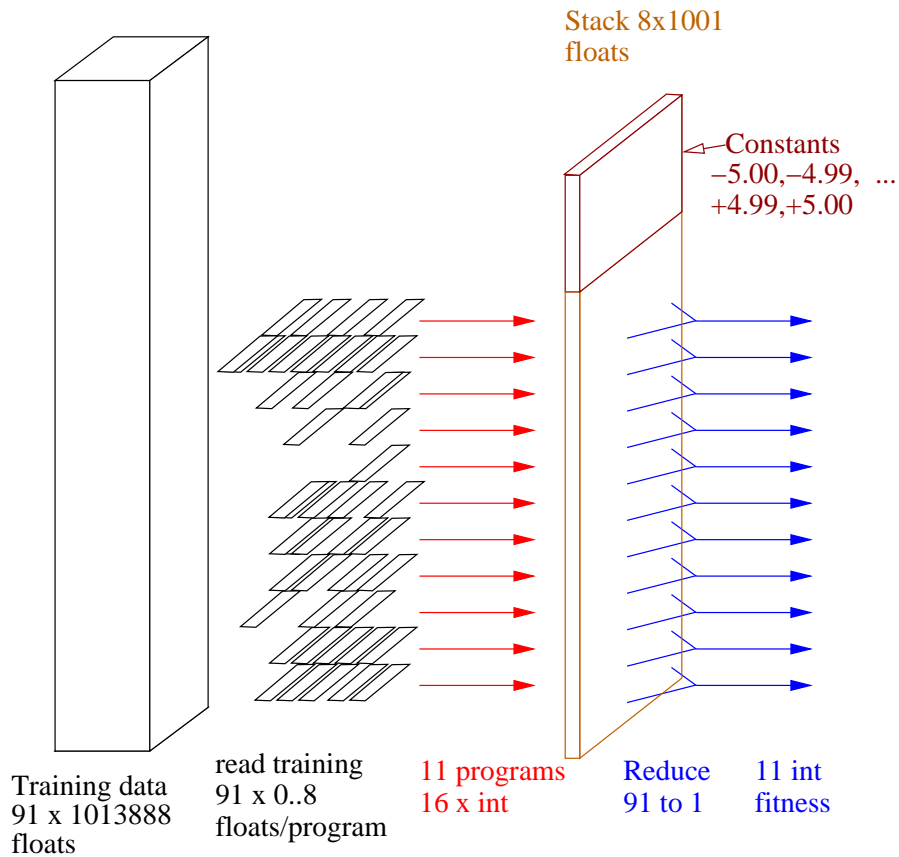 Stack 8x1001
floats
Constants
−5.00,−4.99, ...
+4.99,+5.00
Training data
91 x 1013888
floats
read training
91 x 0..8
floats/program
11 programs
16 x int
Reduce
91 to 1
11 int
fitness